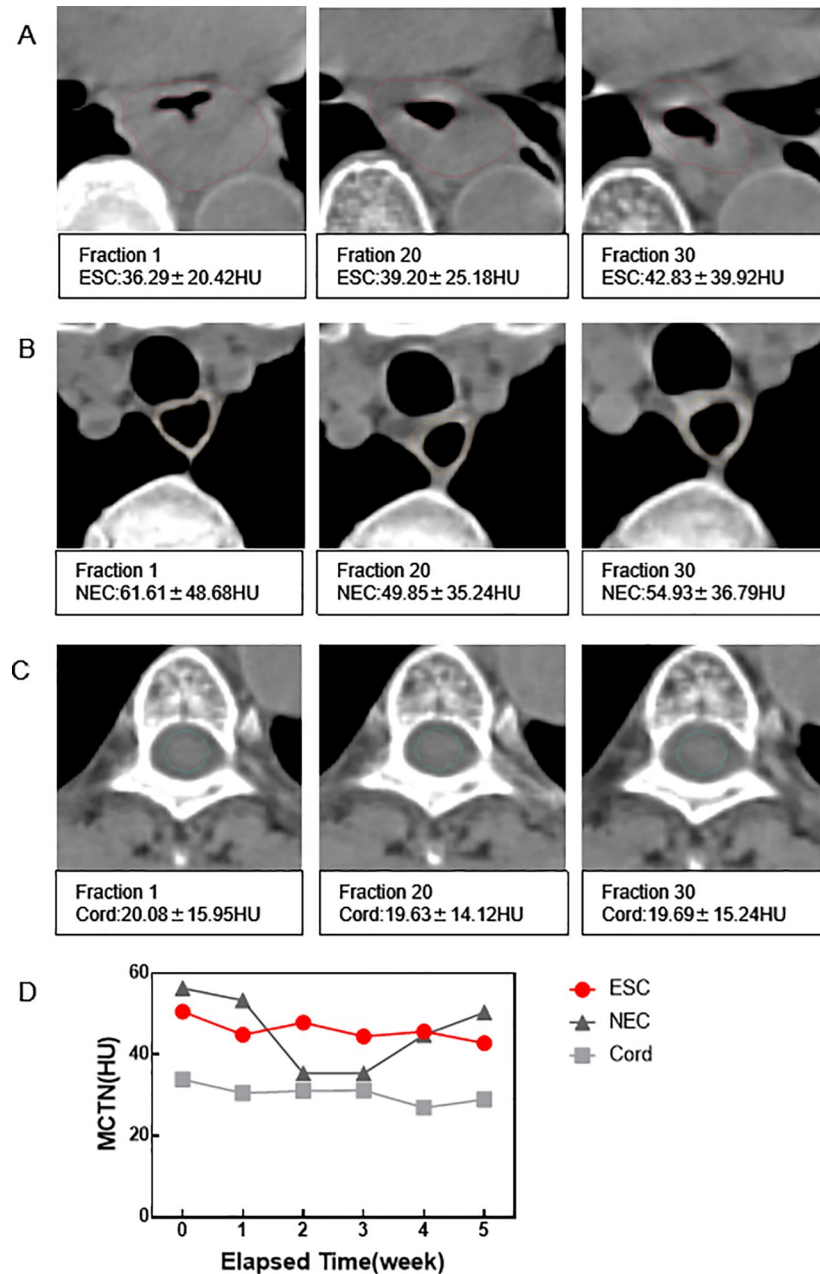 A
Fraction 1
ESC:36.29±20.42HU
Fration 20
ESC:39.20±25.18HU
Fraction 30
ESC:42.83±39.92HU
B
Fraction 1
NEC:61.61±48.68HU
Fraction 20
NEC:49.85±35.24HU
Fraction 30
NEC:54.93±36.79HU
C
Fraction 1
Cord:20.08±15.95HU
Fraction 20
Cord:19.63±14.12HU
Fraction 30
Cord:19.69±15.24HU
D
MCTN(HU)
60
40
20
0
0 1 2 3 4 5
Elapsed Time(week)
ESC
NEC
Cord